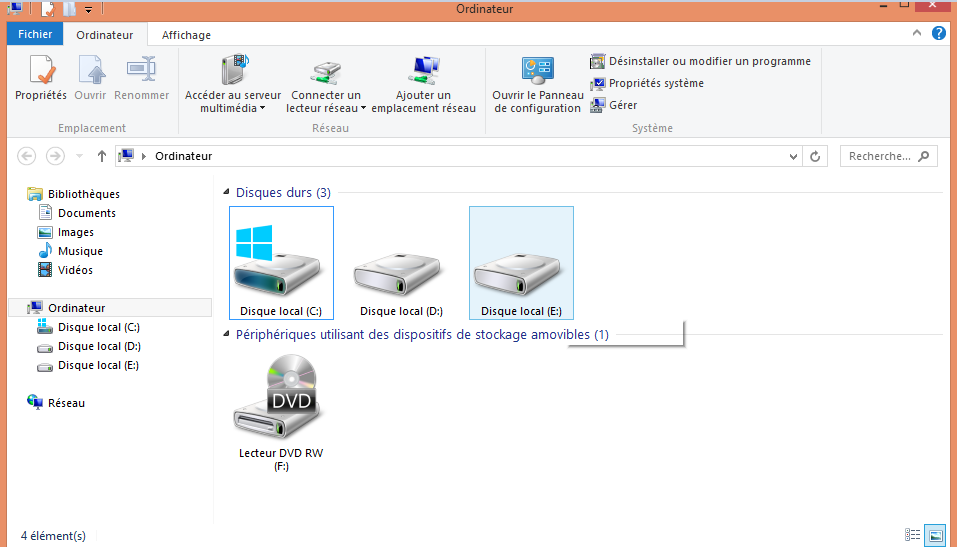 Ordinateur
Fichier
Ordinateur
Affichage
Propriétés
Ouvrir
Renommer
Accéder au serveur
multimédia
Connecter un
lecteur réseau
Ajouter un
emplacement réseau
Ouvrir le Panneau
de configuration
Désinstaller ou modifier un programme
Propriétés système
Gérer
Emplacement
Réseau
Système
Ordinateur
Recherche...
Bibliothèques
Documents
Images
Musique
Vidéos
Ordinateur
Disque local (C:)
Disque local (D:)
Disque local (E:)
Réseau
Disques durs (3)
Disque local (C:)
Disque local (D:)
Disque local (E:)
Périphériques utilisant des dispositifs de stockage amovibles (1)
DVD
Lecteur DVD RW
(F:)
4 élément(s)